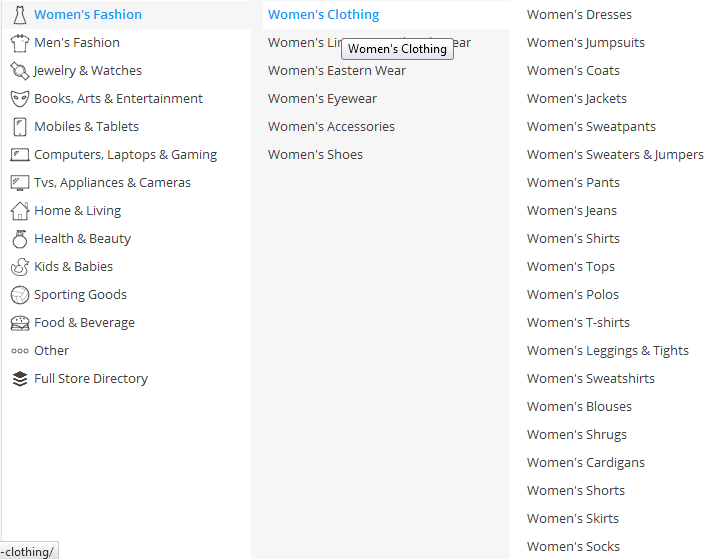 Women's Fashion
Men's Fashion
Jewelry & Watches
Books, Arts & Entertainment
Mobiles & Tablets
Computers, Laptops & Gaming
Tvs, Appliances & Cameras
Home & Living
Health & Beauty
Kids & Babies
Sporting Goods
Food & Beverage
Other
Full Store Directory
-clothing/
Women's Clothing
Women's
Women's Clothing
Women's Eastern Wear
Women's Eyewear
Women's Accessories
Women's Shoes
Women's Dresses
Women's Jumpsuits
Women's Coats
Women's Jackets
Women's Sweatpants
Women's Sweaters & Jumpers
Women's Pants
Women's Jeans
Women's Shirts
Women's Tops
Women's Polos
Women's T-shirts
Women's Leggings & Tights
Women's Sweatshirts
Women's Blouses
Women's Shrugs
Women's Cardigans
Women's Shorts
Women's Skirts
Women's Socks